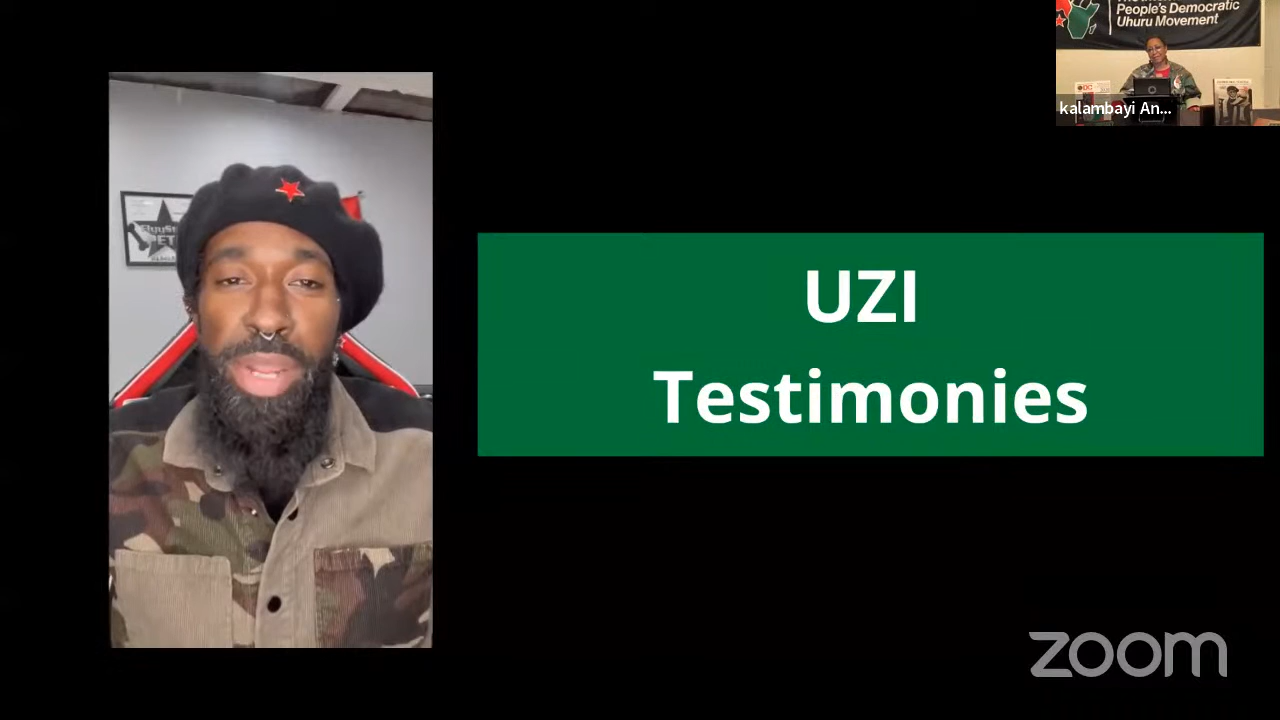 People's Democratic
Uhuru Movement
kalambayi An...
UZI
Testimonies
zoom